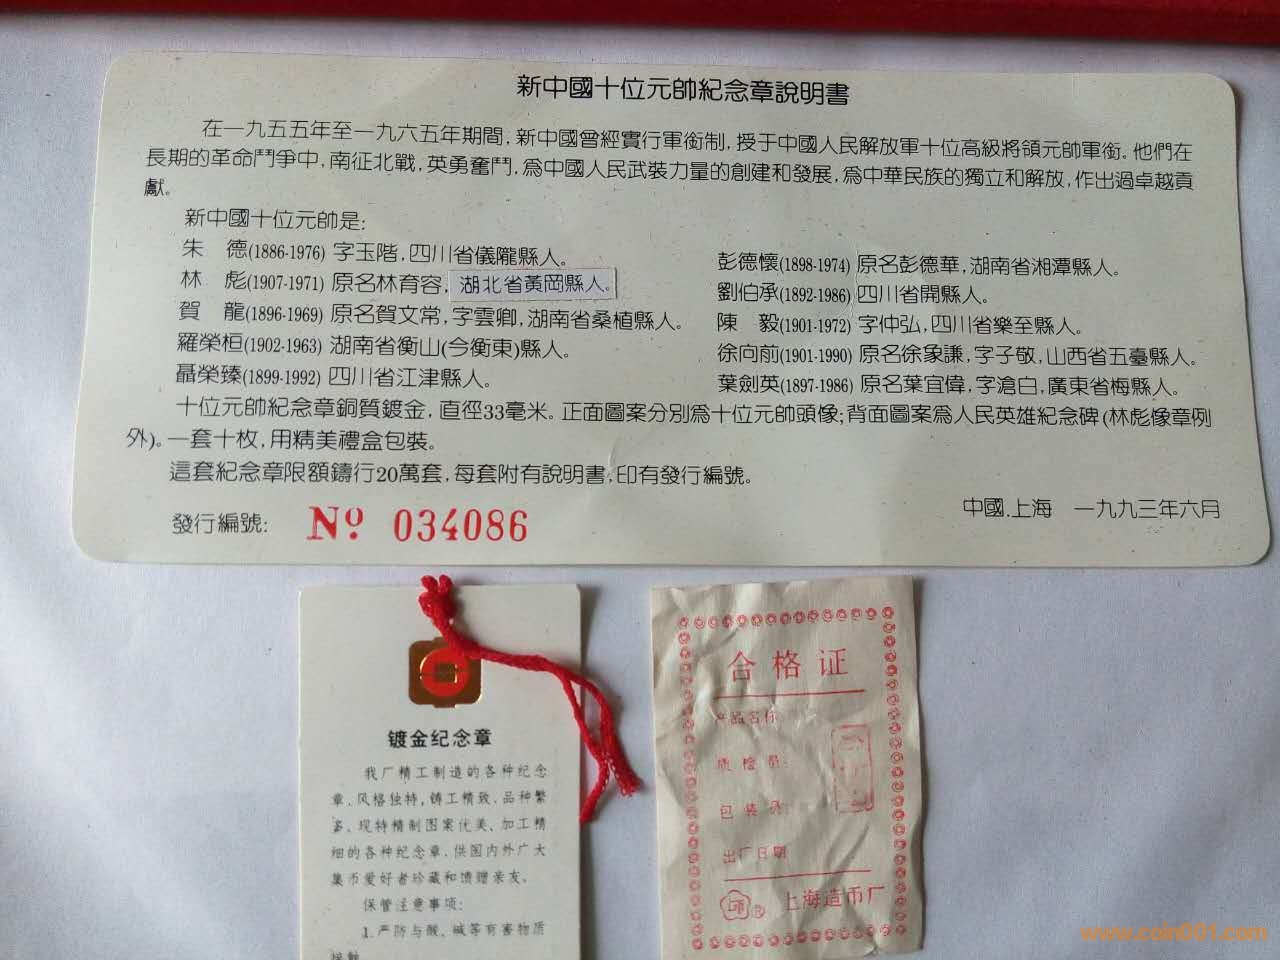 新中國十位元帥紀念章說明書
在一九五五年至一九六五年期間,新中國曾經實行軍銜制,授于中國人民解放軍十位高級將領元帥軍銜。他們在
長期的革命鬥爭中,南征北戰,英勇奮鬥,為中國人民武裝力量的創建和發展,為中華民族的獨立和解放,作出過卓越貢
獻。
新中國十位元帥是:
朱 德(1886-1976) 字玉階,四川省儀隴縣人。
林 彪(1907-1971) 原名林育容,湖北省黃岡縣人。
賀 龍(1896-1969) 原名賀文常,字雲卿,湖南省桑植縣人。
羅榮桓(1902-1963) 湖南省衡山(今衡東)縣人。
聶榮臻(1899-1992) 四川省江津縣人。
彭德懷(1898-1974) 原名彭德華,湖南省湘潭縣人。
劉伯承(1892-1986) 四川省開縣人。
陳 毅(1901-1972) 字仲弘,四川省樂至縣人。
徐向前(1901-1990) 原名徐象謙,字子敬,山西省五臺縣人。
葉劍英(1897-1986) 原名葉宜偉,字滄白,廣東省梅縣人。
十位元帥紀念章銅質鍍金,直徑33毫米。正面圖案分別為十位元帥頭像;背面圖案為人民英雄紀念碑(林彪像章例
外)。一套十枚,用精美禮盒包裝。
這套紀念章限額鑄行20萬套,每套附有說明書,印有發行編號。
中國.上海 一九九三年六月
發行編號: Nº 034086
镀金纪念章
我厂精工制造的各种纪念
章、风格独特,铸工精致、品种繁
多、现特精制图案优美、加工精
细的各种纪念章、供国内外广大
集币爱好者珍藏和馈赠亲友。
保管注意事项:
1.严防与酸、碱等有害物质
接触
合格证
产品名称
质检员:
包装员:
出厂日期
上海造币厂
www.coin001.com